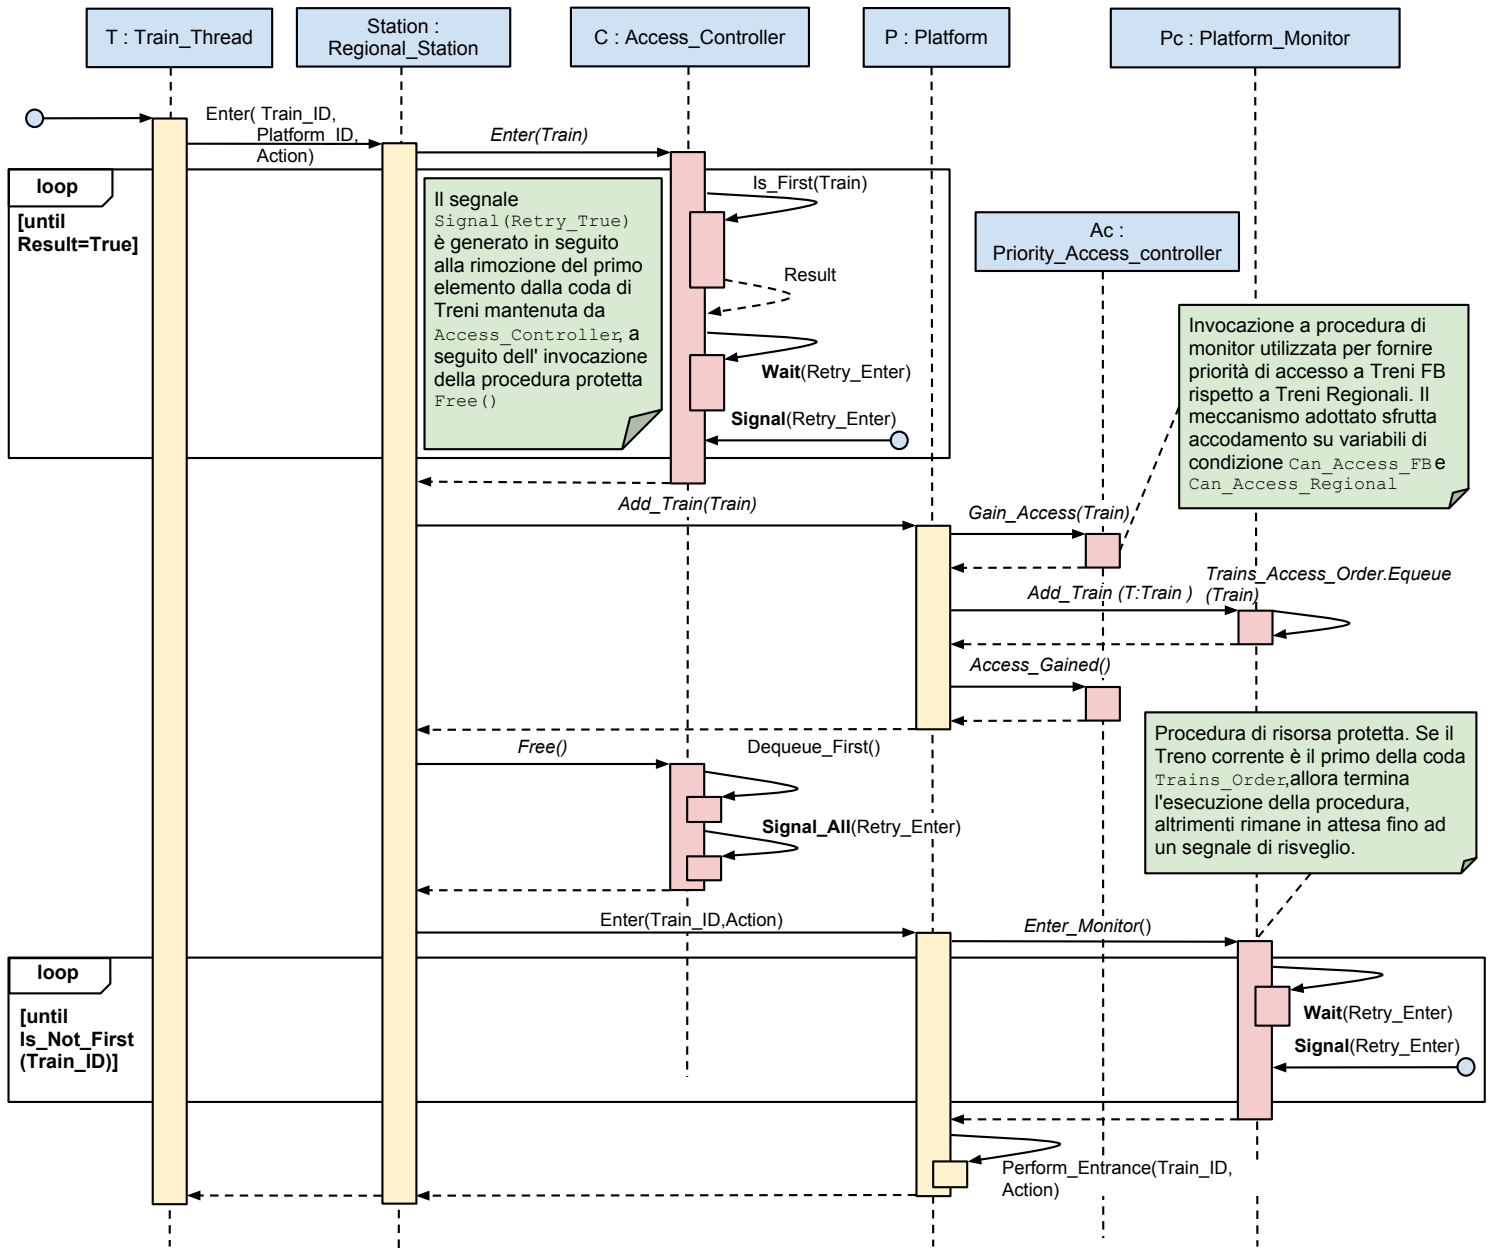 T : Train_Thread
Station :
Regional_Station
C : Access_Controller
P : Platform
Pc : Platform_Monitor
Enter( Train_ID,
Platform_ID,
Action)
Enter(Train)
loop
[until
Result=True]
Il segnale
Signal(Retry_True)
è generato in seguito
alla rimozione del primo
elemento dalla coda di
Treni mantenuta da
Access_Controller, a
seguito dell' invocazione
della procedura protetta
Free()
Is_First(Train)
Result
Wait(Retry_Enter)
Signal(Retry_Enter)
Ac :
Priority_Access_controller
Invocazione a procedura di
monitor utilizzata per fornire
priorità di accesso a Treni FB
rispetto a Treni Regionali. Il
meccanismo adottato sfrutta
accodamento su variabili di
condizione Can_Access_FB e
Can_Access_Regional
Add_Train(Train)
Gain_Access(Train)
Trains_Access_Order.Equeue
(Train)
Add_Train (T:Train )
Access_Gained()
Free()
Dequeue_First()
Signal_All(Retry_Enter)
Procedura di risorsa protetta. Se il
Treno corrente è il primo della coda
Trains_Order,allora termina
l'esecuzione della procedura,
altrimenti rimane in attesa fino ad
un segnale di risveglio.
Enter(Train_ID,Action)
Enter_Monitor()
loop
[until
Is_Not_First
(Train_ID)]
Wait(Retry_Enter)
Signal(Retry_Enter)
Perform_Entrance(Train_ID,
Action)